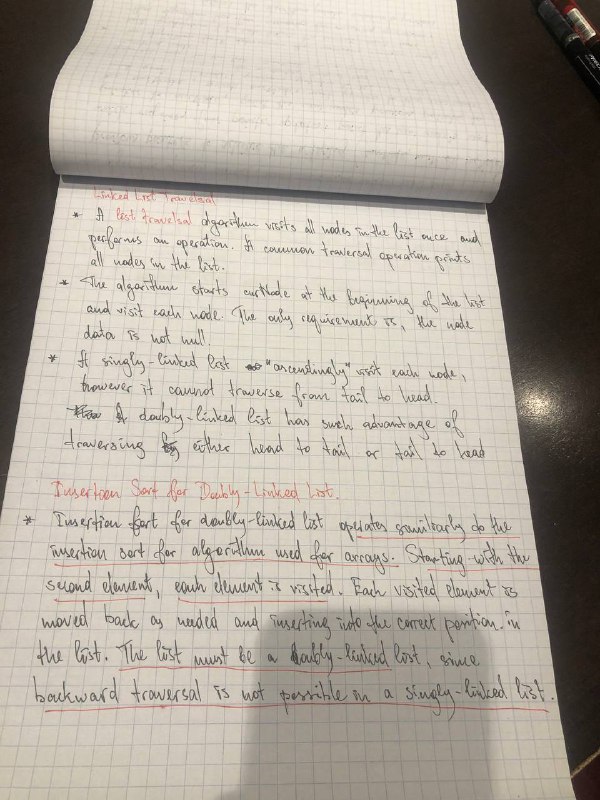 Linked List Travelsal
* A list travelsal algorithm visits all nodes in the list once and
performs an operation. A common traversal operation prints
all nodes in the list.
* The algorithm starts curNode at the beginning of the list
and visit each node. The only requirement is, the node
data is not null.
* A singly-linked list "ascendingly" visit each node,
however it cannot traverse from tail to head.
A doubly-linked list has such advantage of
traversing either head to tail or tail to head
Insertion Sort for Doubly-Linked List.
* Insertion sort for doubly-linked list operates similarly do the
insertion sort for algorithm used for arrays. Starting with the
second element, each element is visited. Each visited element is
moved back as needed and inserting into the correct position in
the list. The list must be a doubly-linked list, since
backward traversal is not possible in a singly-linked list.